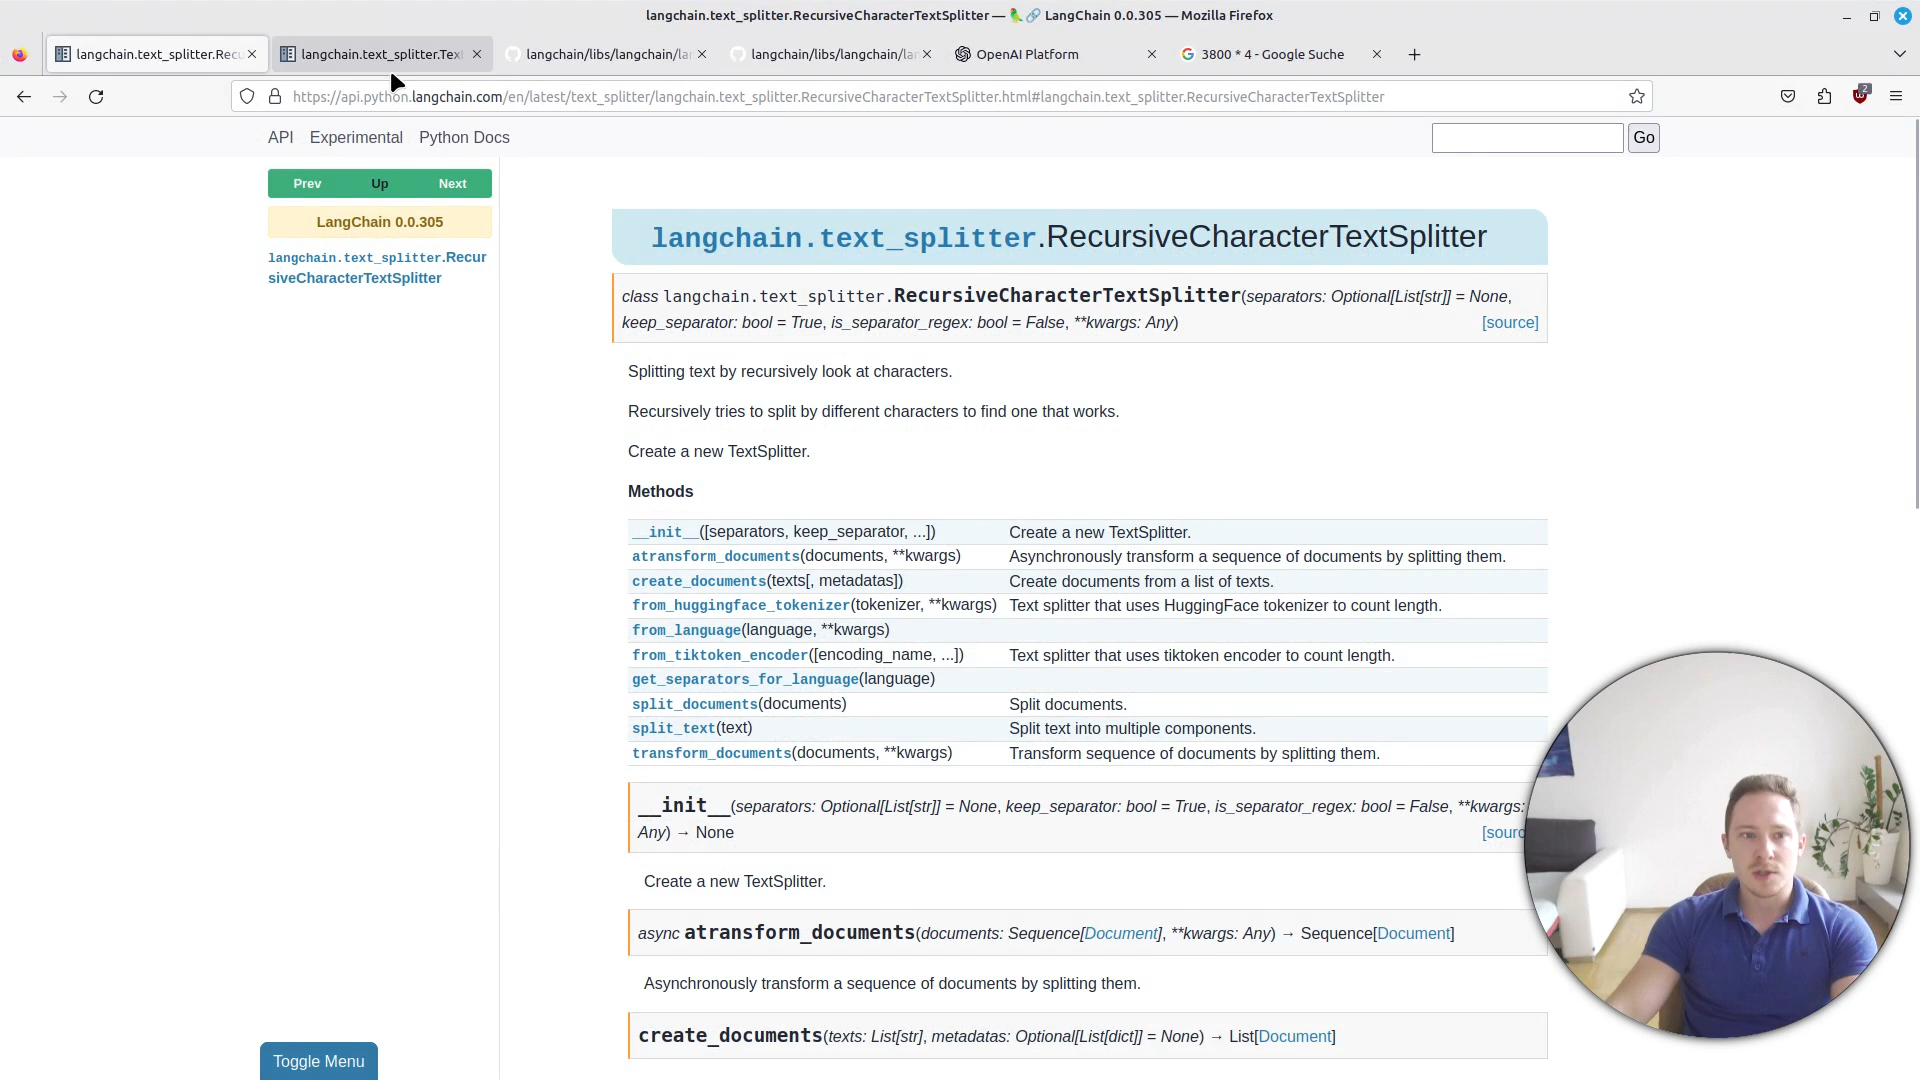 langchain.text_splitter.RecursiveCharacterTextSplitter — 🦜🔗 LangChain 0.0.305 — Mozilla Firefox
langchain.text_splitter.Recu
langchain.text_splitter.Tex
langchain/libs/langchain/la
langchain/libs/langchain/la
OpenAI Platform
3800 * 4 - Google Suche
https://api.python.langchain.com/en/latest/text_splitter/langchain.text_splitter.RecursiveCharacterTextSplitter.html#langchain.text_splitter.RecursiveCharacterTextSplitter
2
API Experimental Python Docs
Go
Prev Up Next
LangChain 0.0.305
langchain.text_splitter.Recur
siveCharacterTextSplitter
langchain.text_splitter.RecursiveCharacterTextSplitter
class langchain.text_splitter.RecursiveCharacterTextSplitter(separators: Optional[List[str]] = None,
keep_separator: bool = True, is_separator_regex: bool = False, **kwargs: Any) [source]
Splitting text by recursively look at characters.
Recursively tries to split by different characters to find one that works.
Create a new TextSplitter.
Methods
__init__([separators, keep_separator, ...]) Create a new TextSplitter.
atransform_documents(documents, **kwargs) Asynchronously transform a sequence of documents by splitting them.
create_documents(texts[, metadatas]) Create documents from a list of texts.
from_huggingface_tokenizer(tokenizer, **kwargs) Text splitter that uses HuggingFace tokenizer to count length.
from_language(language, **kwargs)
from_tiktoken_encoder([encoding_name, ...]) Text splitter that uses tiktoken encoder to count length.
get_separators_for_language(language)
split_documents(documents) Split documents.
split_text(text) Split text into multiple components.
transform_documents(documents, **kwargs) Transform sequence of documents by splitting them.
__init__(separators: Optional[List[str]] = None, keep_separator: bool = True, is_separator_regex: bool = False, **kwargs:
Any) → None [sourc
Create a new TextSplitter.
async atransform_documents(documents: Sequence[Document], **kwargs: Any) → Sequence[Document]
Asynchronously transform a sequence of documents by splitting them.
create_documents(texts: List[str], metadatas: Optional[List[dict]] = None) → List[Document]
Toggle Menu